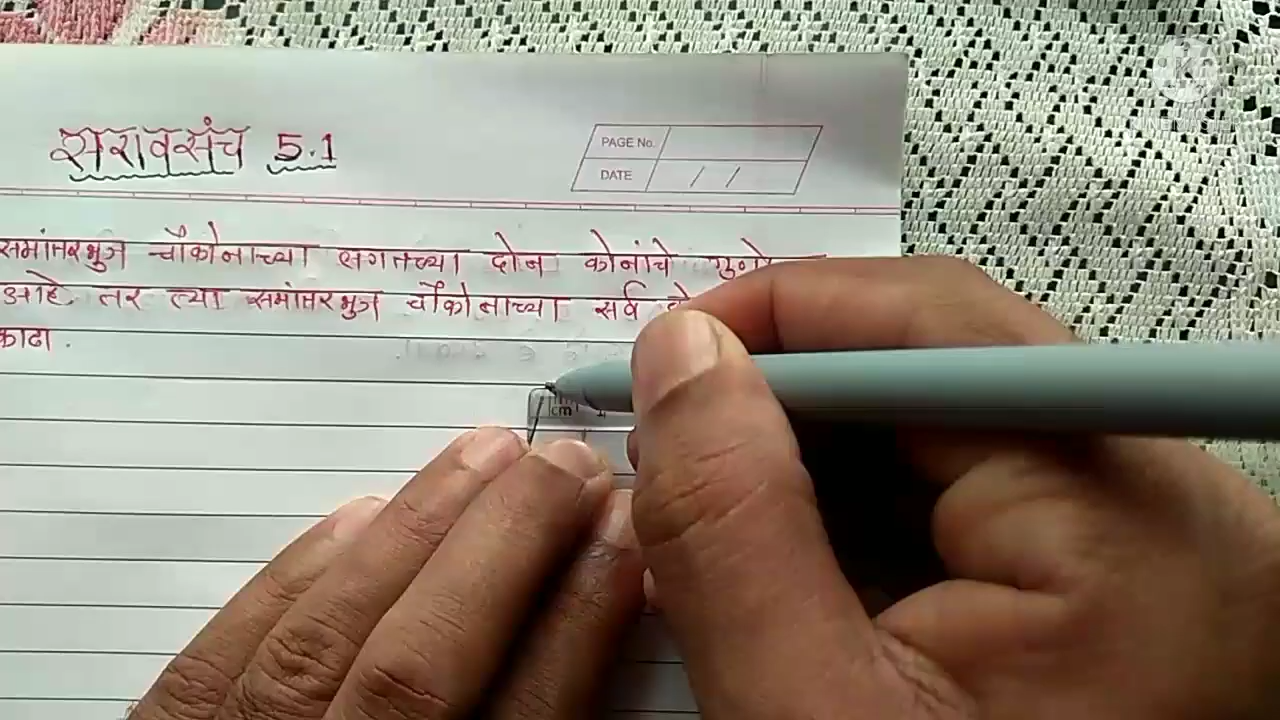 सरावसंच 5.1
PAGE No.
DATE / /
समांतरभुज चौकोनाच्या लगतच्या दोन कोनांचे
आहे. तर त्या समांतरभुज चौकोनाच्या सर्व
काढा.
cm